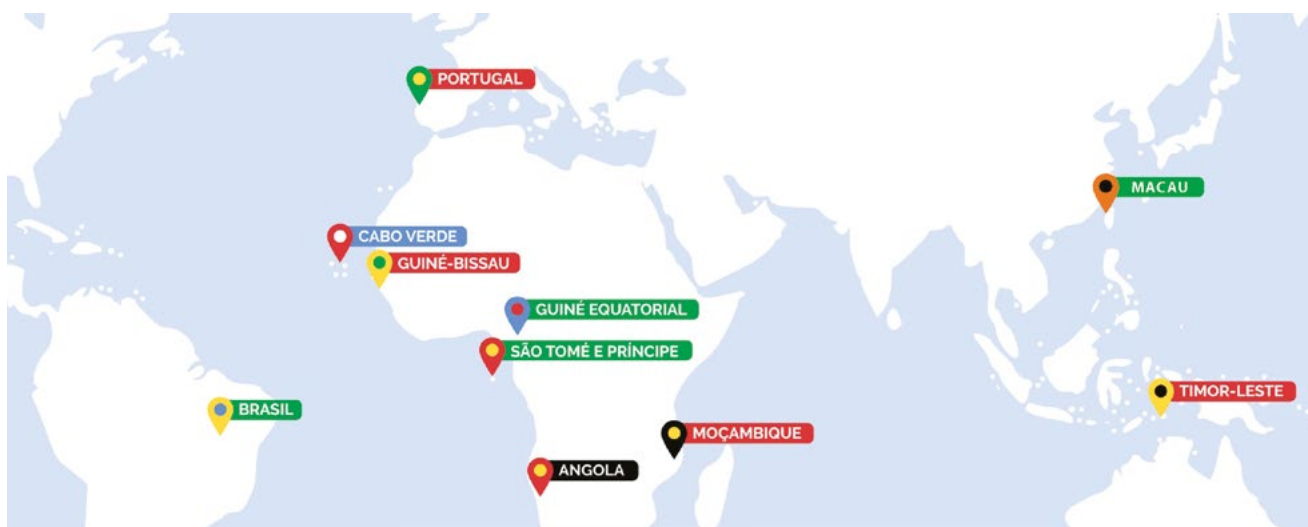 PORTUGAL
MACAU
CABO VERDE
GUINÉ-BISSAU
GUINÉ EQUATORIAL
SÃO TOMÉ E PRÍNCIPE
TIMOR-LESTE
BRASIL
MOÇAMBIQUE
ANGOLA